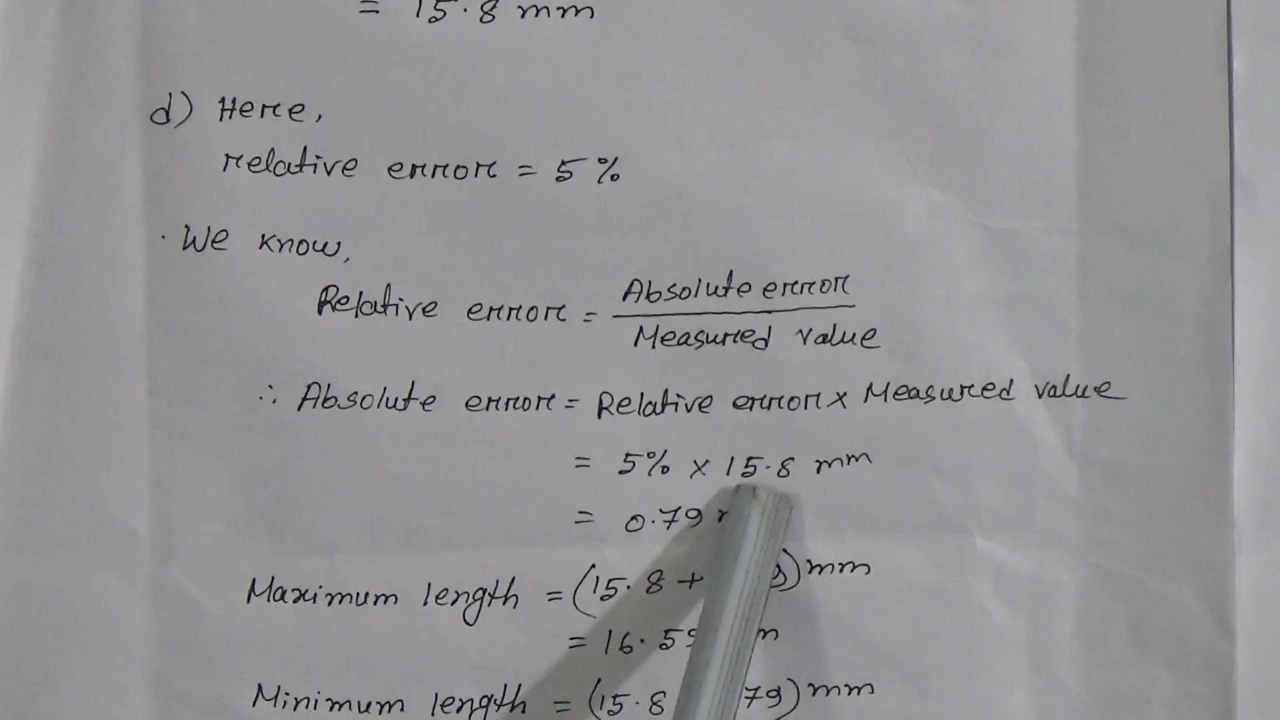 = 15.8 mm
d) Here,
relative error = 5%
We know,
Relative error = Absolute error
Measured value
∴ Absolute error = Relative error × Measured value
= 5% × 15.8 mm
= 0.79
Maximum length = (15.8 + 9) mm
= 16.5 m
Minimum length = (15.8 79) mm